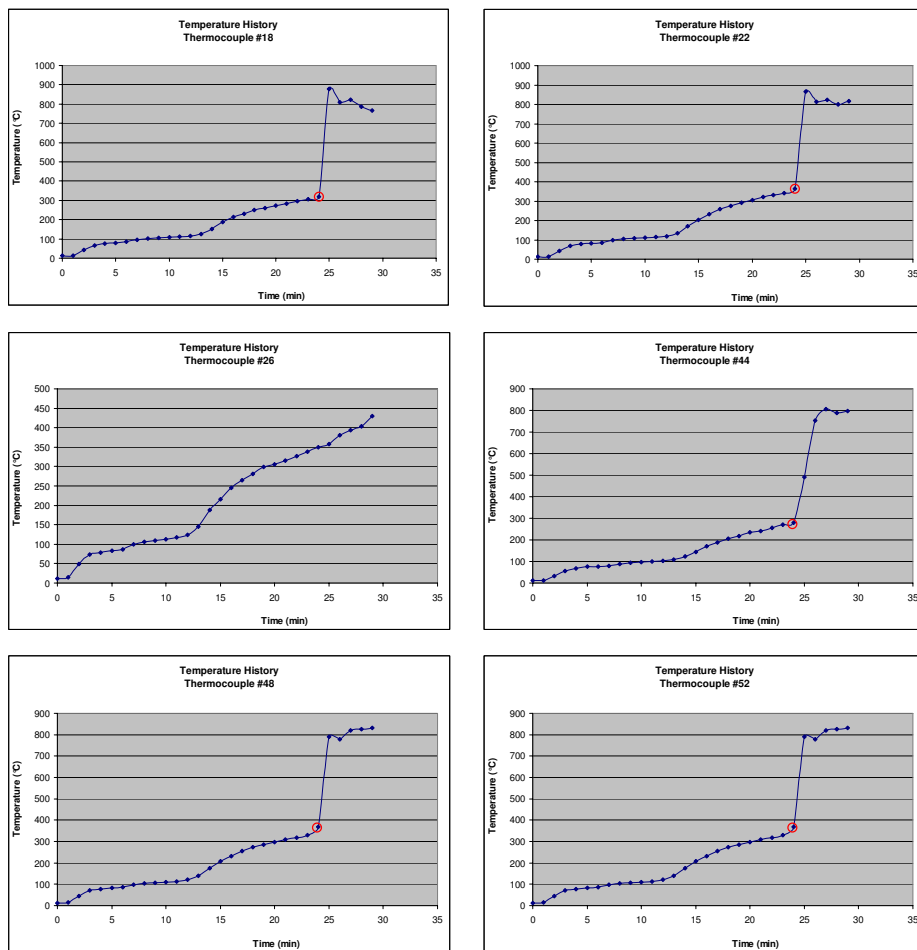 Temperature History
Thermocouple #18
1000
900
800
700
600
500
400
300
200
100
0
0 5 10 15 20 25 30 35
Temperature (°C)
Time (min)
Temperature History
Thermocouple #22
1000
900
800
700
600
500
400
300
200
100
0
0 5 10 15 20 25 30 35
Temperature (°C)
Time (min)
Temperature History
Thermocouple #26
500
450
400
350
300
250
200
150
100
50
0
0 5 10 15 20 25 30 35
Temperature (°C)
Time (min)
Temperature History
Thermocouple #44
900
800
700
600
500
400
300
200
100
0
0 5 10 15 20 25 30 35
Temperature (°C)
Time (min)
Temperature History
Thermocouple #48
900
800
700
600
500
400
300
200
100
0
0 5 10 15 20 25 30 35
Temperature (°C)
Time (min)
Temperature History
Thermocouple #52
900
800
700
600
500
400
300
200
100
0
0 5 10 15 20 25 30 35
Temperature (°C)
Time (min)